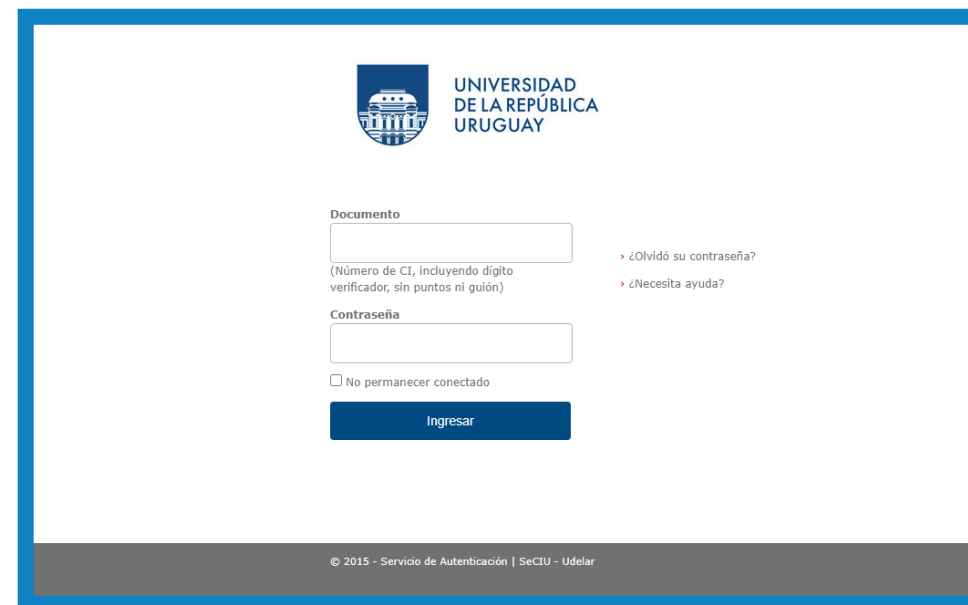 UNIVERSIDAD
DE LA REPÚBLICA
URUGUAY
Documento
(Número de CI, incluyendo dígito
verificador, sin puntos ni guión)
› ¿Olvidó su contraseña?
› ¿Necesita ayuda?
Contraseña
No permanecer conectado
Ingresar
© 2015 - Servicio de Autenticación | SeCIU - Udelar